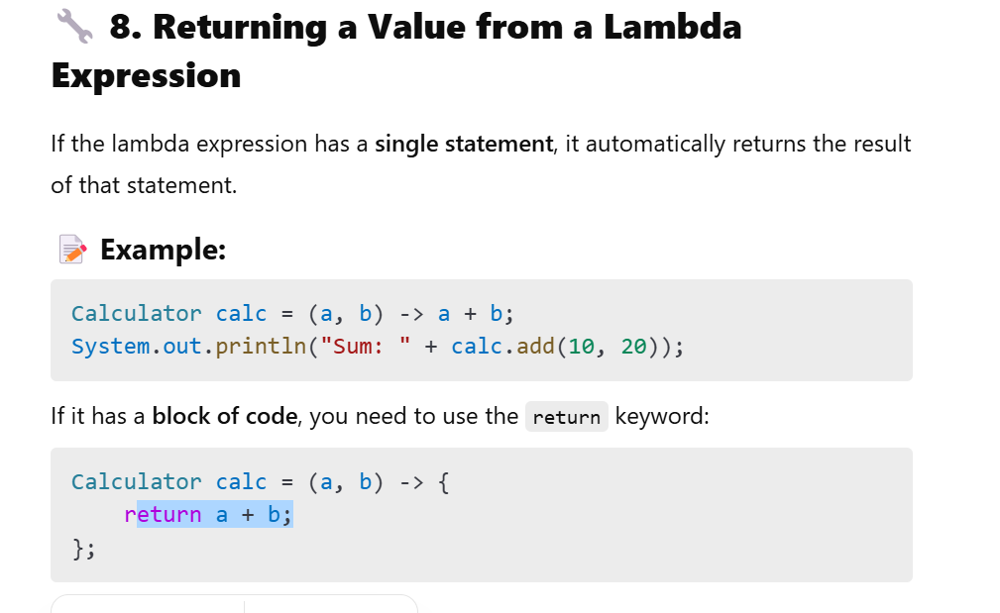 🔧 8. Returning a Value from a Lambda
Expression
If the lambda expression has a single statement, it automatically returns the result
of that statement.
📝 Example:
Calculator calc = (a, b) -> a + b;
System.out.println("Sum: " + calc.add(10, 20));
If it has a block of code, you need to use the return keyword:
Calculator calc = (a, b) -> {
    return a + b;
};